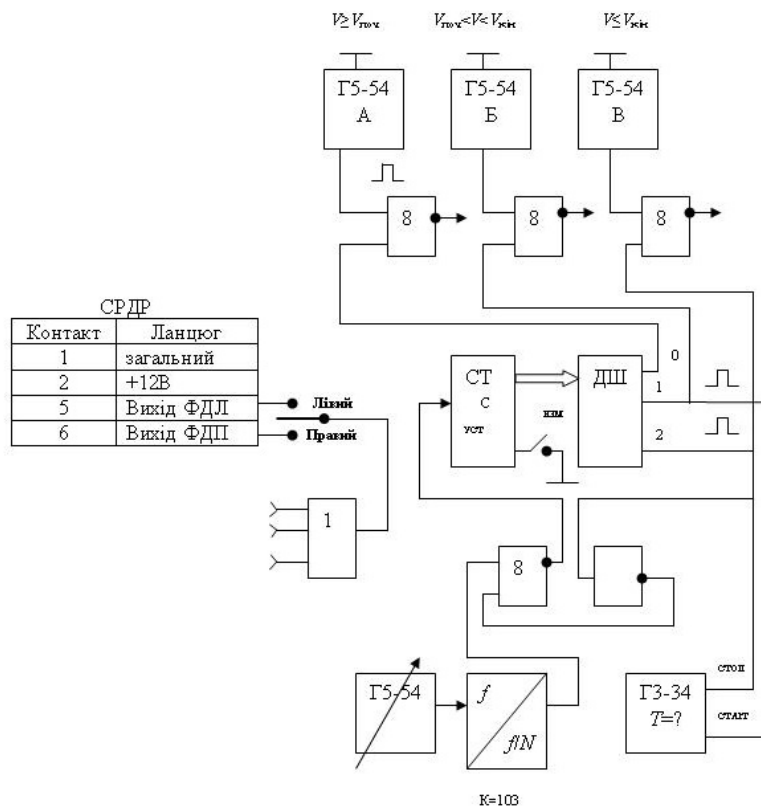 V≥ Vпоч Vпоч<V< Vкін V≤ Vкін
Г5-54 Г5-54 Г5-54
А Б В
8 8 8
СРДР
Контакт Ланцюг
1 загальний
2 +12В
5 Вихід ФДЛ
6 Вихід ФДП
Лівий
Правий
СТ
С
уст
изм
ДШ
0
1
2
1
8
Г5-54
f
f/N
К=103
Г3-34
T=?
стоп
старт